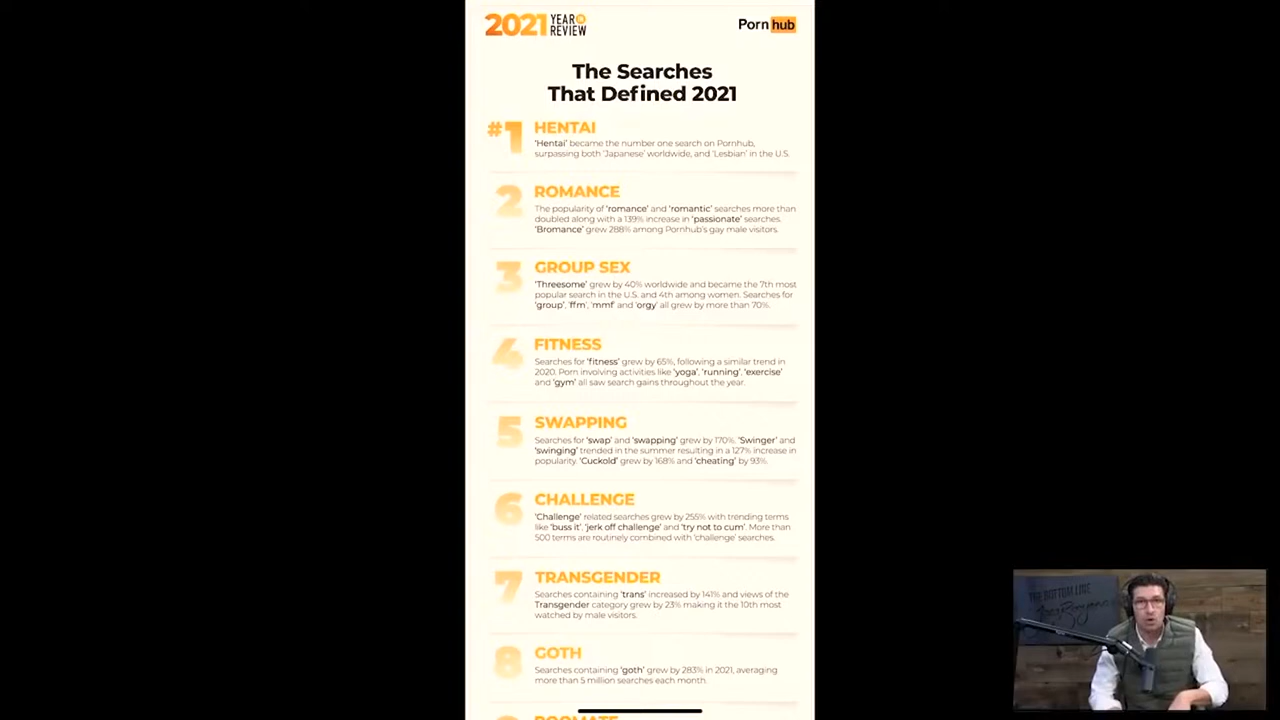 2021 YEAR IN REVIEW
Pornhub
The Searches
That Defined 2021
#1 HENTAI
'Hentai' became the number one search on Pornhub,
surpassing both 'Japanese' worldwide, and 'Lesbian' in the U.S.
2 ROMANCE
The popularity of 'romance' and 'romantic' searches more than
doubled along with a 139% increase in 'passionate' searches.
'Bromance' grew 288% among Pornhub's gay male visitors.
3 GROUP SEX
'Threesome' grew by 40% worldwide and became the 7th most
popular search in the U.S. and 4th among women. Searches for
'group', 'ffm', 'mmf' and 'orgy' all grew by more than 70%.
4 FITNESS
Searches for 'fitness' grew by 65%, following a similar trend in
2020. Porn involving activities like 'yoga', 'running', 'exercise'
and 'gym' all saw search gains throughout the year.
5 SWAPPING
Searches for 'swap' and 'swapping' grew by 170%. 'Swinger' and
'swinging' trended in the summer resulting in a 127% increase in
popularity. 'Cuckold' grew by 168% and 'cheating' by 93%.
6 CHALLENGE
'Challenge' related searches grew by 255% with trending terms
like 'buss it', 'jerk off challenge' and 'try not to cum'. More than
500 terms are routinely combined with 'challenge' searches.
7 TRANSGENDER
Searches containing 'trans' increased by 141% and views of the
Transgender category grew by 23% making it the 10th most
watched by male visitors.
8 GOTH
Searches containing 'goth' grew by 283% in 2021, averaging
more than 5 million searches each month.
THE BOTTOM LINE